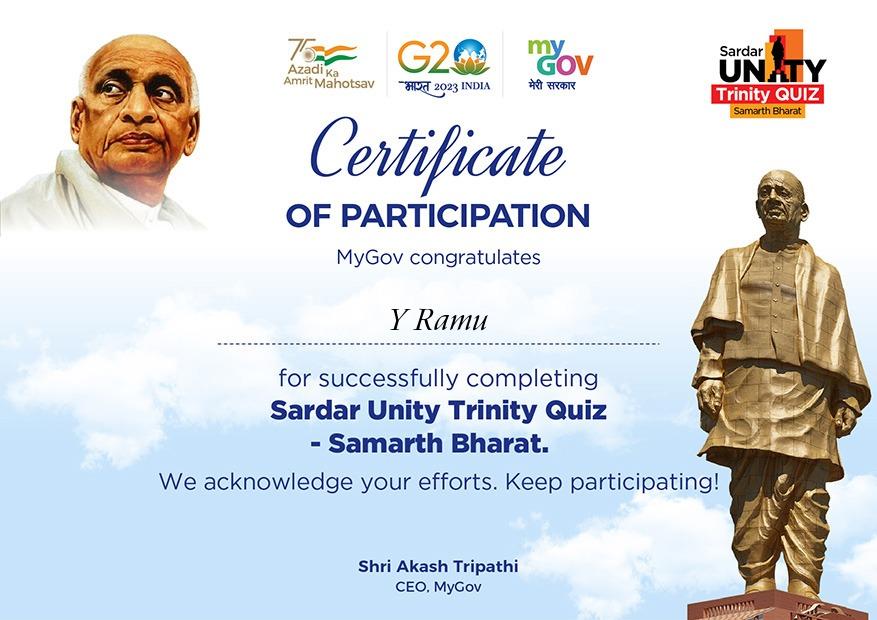 75
Azadi Ka
Amrit Mahotsav
G20
भारत 2023 INDIA
my
GOV
मेरी सरकार
Sardar
UNITY
Trinity QUIZ
Samarth Bharat
Certificate
OF PARTICIPATION
MyGov congratulates
Y Ramu
for successfully completing
Sardar Unity Trinity Quiz
- Samarth Bharat.
We acknowledge your efforts. Keep participating!
Shri Akash Tripathi
CEO, MyGov